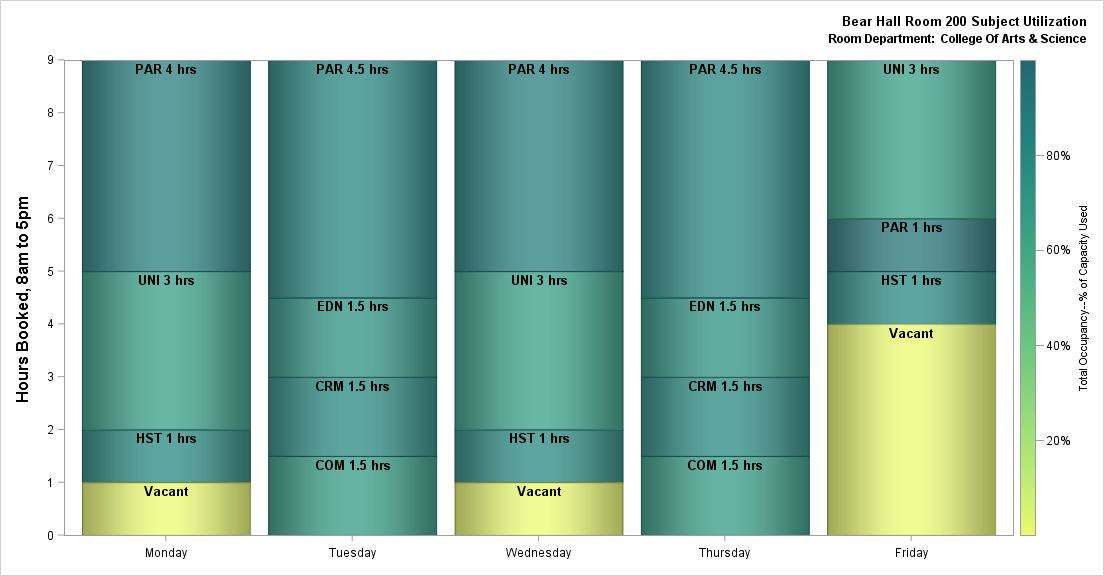 Bear Hall Room 200 Subject Utilization
Room Department: College Of Arts & Science
Hours Booked, 8am to 5pm
9
8
7
6
5
4
3
2
1
0
PAR 4 hrs
UNI 3 hrs
HST 1 hrs
Vacant
Monday
PAR 4.5 hrs
EDN 1.5 hrs
CRM 1.5 hrs
COM 1.5 hrs
Tuesday
PAR 4 hrs
UNI 3 hrs
HST 1 hrs
Vacant
Wednesday
PAR 4.5 hrs
EDN 1.5 hrs
CRM 1.5 hrs
COM 1.5 hrs
Thursday
UNI 3 hrs
PAR 1 hrs
HST 1 hrs
Vacant
Friday
80%
60%
40%
20%
Total Occupancy--% of Capacity Used